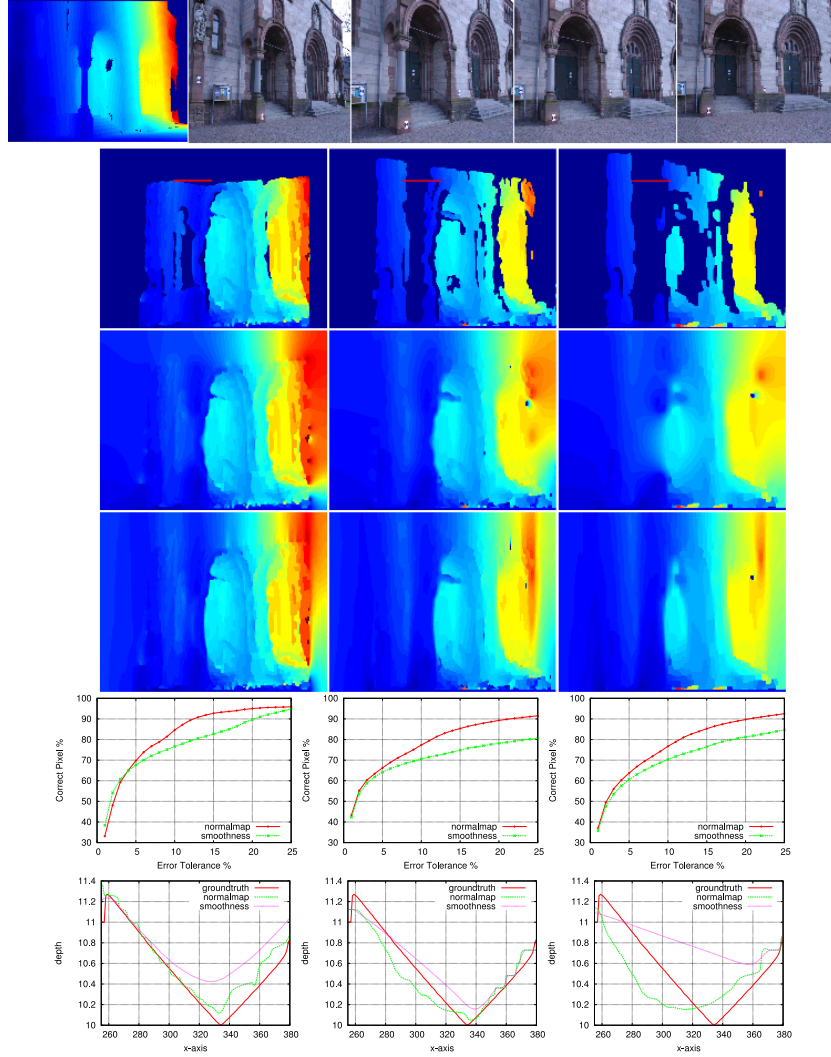 100
90
80
70
60
50
40
30
Correct Pixel %
0 5 10 15 20 25
Error Tolerance %
normalmap
smoothness
100
90
80
70
60
50
40
30
Correct Pixel %
0 5 10 15 20 25
Error Tolerance %
normalmap
smoothness
100
90
80
70
60
50
40
30
Correct Pixel %
0 5 10 15 20 25
Error Tolerance %
normalmap
smoothness
11.4
11.2
11
10.8
10.6
10.4
10.2
10
depth
260 280 300 320 340 360 380
x-axis
groundtruth
normalmap
smoothness
11.4
11.2
11
10.8
10.6
10.4
10.2
10
depth
260 280 300 320 340 360 380
x-axis
groundtruth
normalmap
smoothness
11.4
11.2
11
10.8
10.6
10.4
10.2
10
depth
260 280 300 320 340 360 380
x-axis
groundtruth
normalmap
smoothness